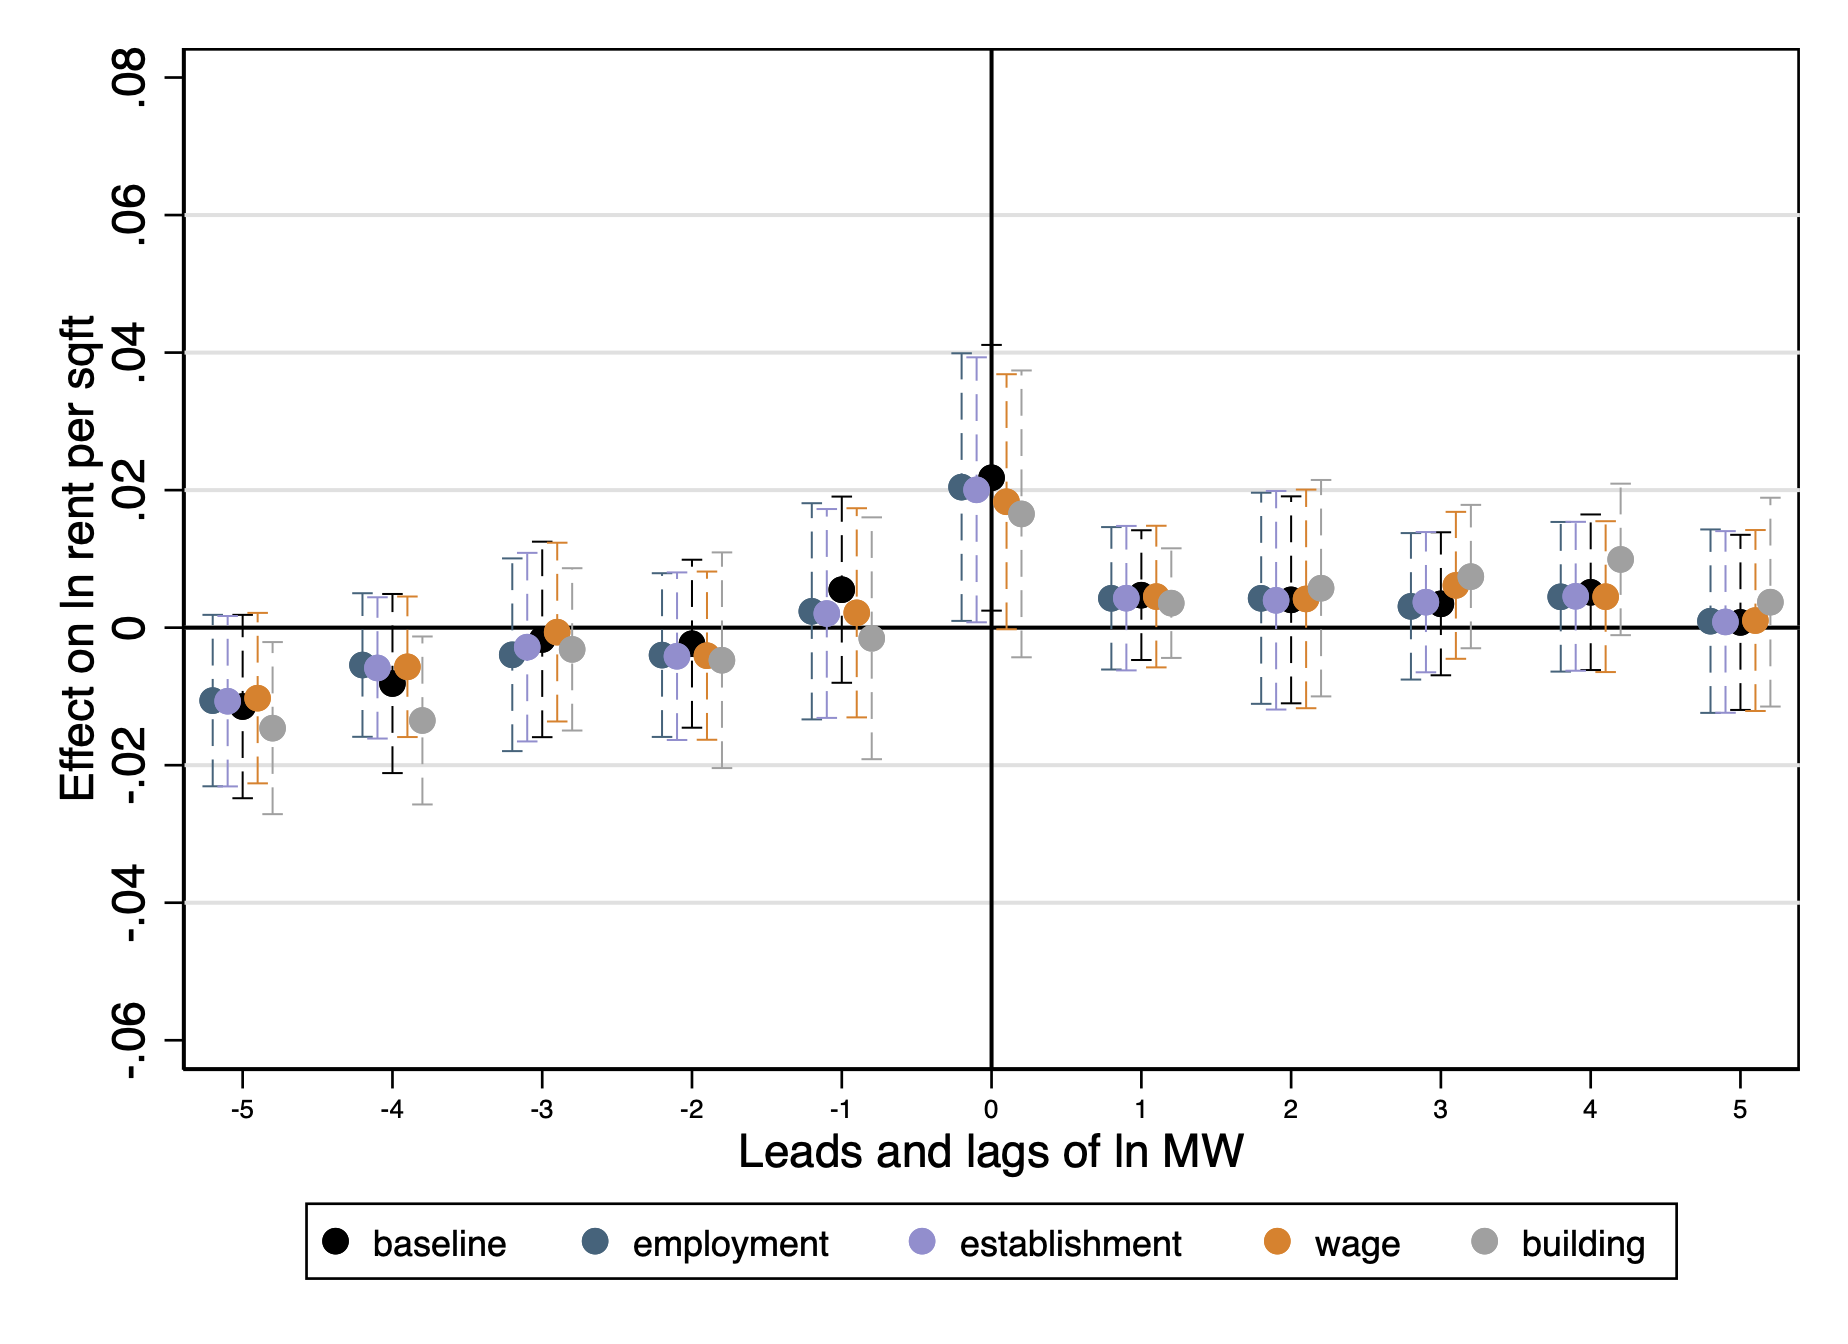 Effect on ln rent per sqft
.08
.06
.04
.02
0
-.02
-.04
-.06
-5 -4 -3 -2 -1 0 1 2 3 4 5
Leads and lags of ln MW
baseline employment establishment wage building